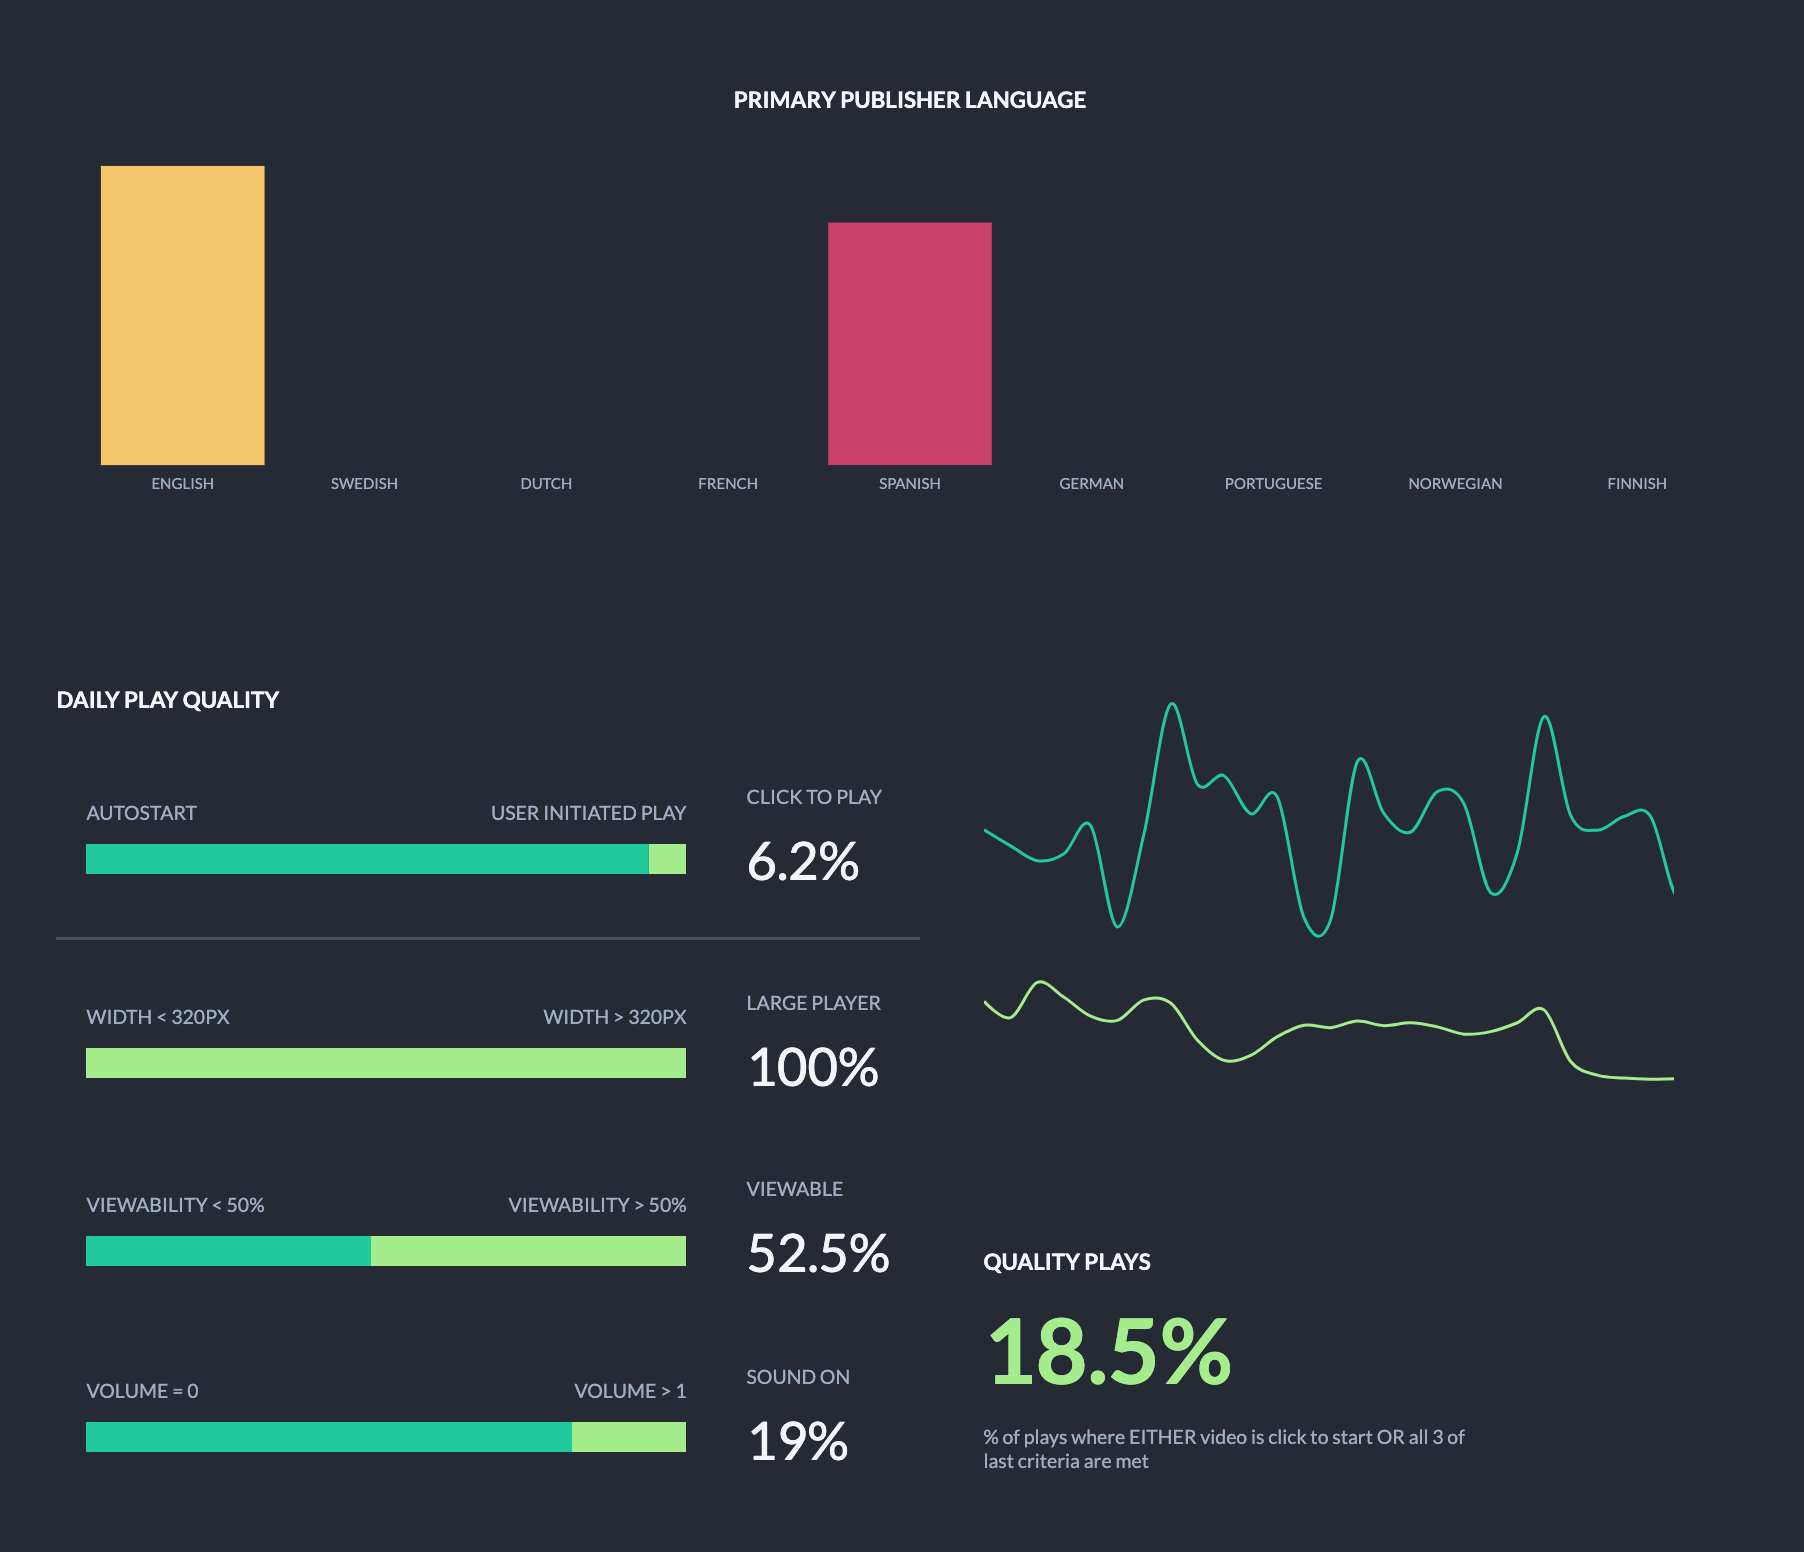 PRIMARY PUBLISHER LANGUAGE
ENGLISH
SWEDISH
DUTCH
FRENCH
SPANISH
GERMAN
PORTUGUESE
NORWEGIAN
FINNISH
DAILY PLAY QUALITY
AUTOSTART
USER INITIATED PLAY
CLICK TO PLAY
6.2%
WIDTH < 320PX
WIDTH > 320PX
LARGE PLAYER
100%
VIEWABILITY < 50%
VIEWABILITY > 50%
VIEWABLE
52.5%
VOLUME = 0
VOLUME > 1
SOUND ON
19%
QUALITY PLAYS
18.5%
% of plays where EITHER video is click to start OR all 3 of
last criteria are met